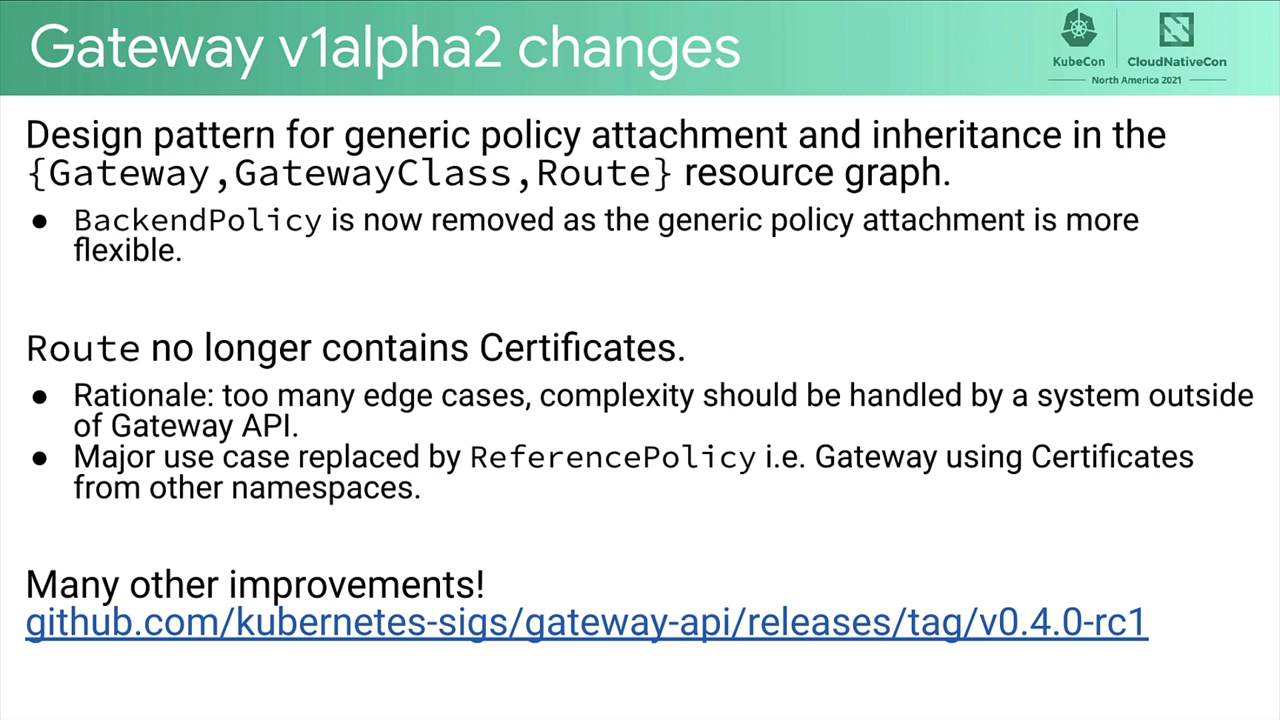 Gateway v1alpha2 changes
KubeCon
CloudNativeCon
North America 2021
Design pattern for generic policy attachment and inheritance in the
{Gateway,GatewayClass,Route} resource graph.
● BackendPolicy is now removed as the generic policy attachment is more
flexible.
Route no longer contains Certificates.
● Rationale: too many edge cases, complexity should be handled by a system outside
of Gateway API.
● Major use case replaced by ReferencePolicy i.e. Gateway using Certificates
from other namespaces.
Many other improvements!
github.com/kubernetes-sigs/gateway-api/releases/tag/v0.4.0-rc1